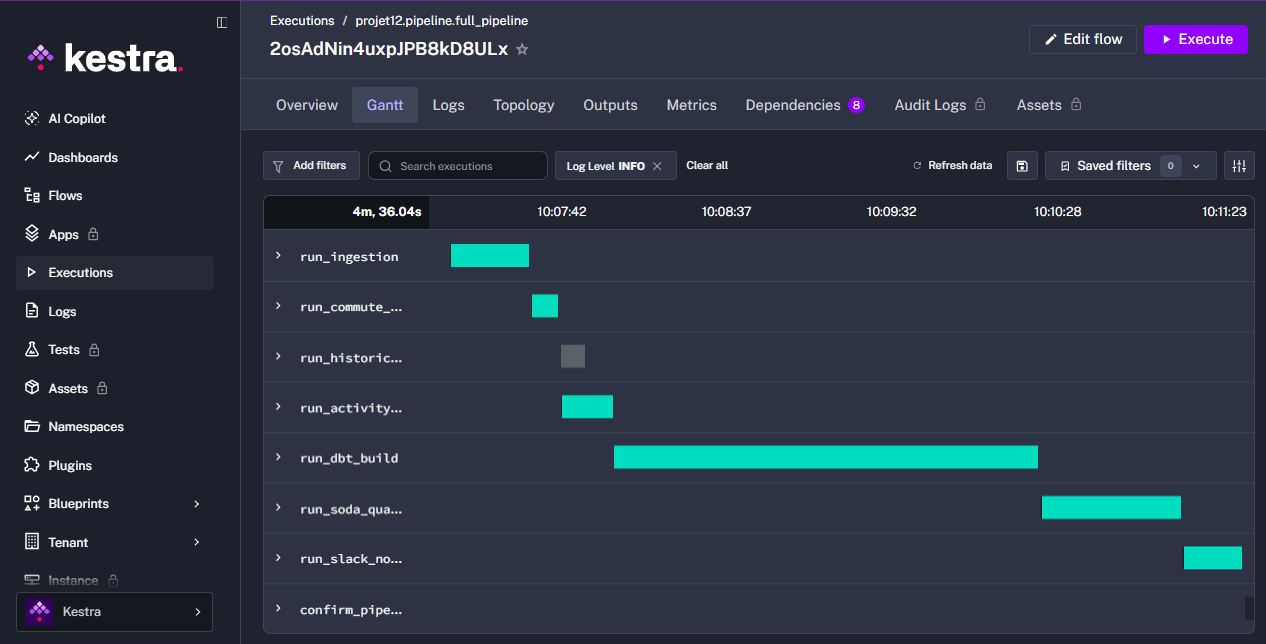 Executions / projet12.pipeline.full_pipeline
2osAdNin4uxpJPB8kD8ULx
Edit flow
Execute
kestra.
AI Copilot
Dashboards
Flows
Apps
Executions
Logs
Tests
Assets
Namespaces
Plugins
Blueprints
Tenant
Instance
Kestra
Overview Gantt Logs Topology Outputs Metrics Dependencies 8 Audit Logs Assets
Add filters Search executions Log Level INFO Clear all Refresh data Saved filters 0
4m, 36.04s 10:07:42 10:08:37 10:09:32 10:10:28 10:11:23
run_ingestion
run_commute_...
run_historic...
run_activity...
run_dbt_build
run_soda_qua...
run_slack_no...
confirm_pipe...